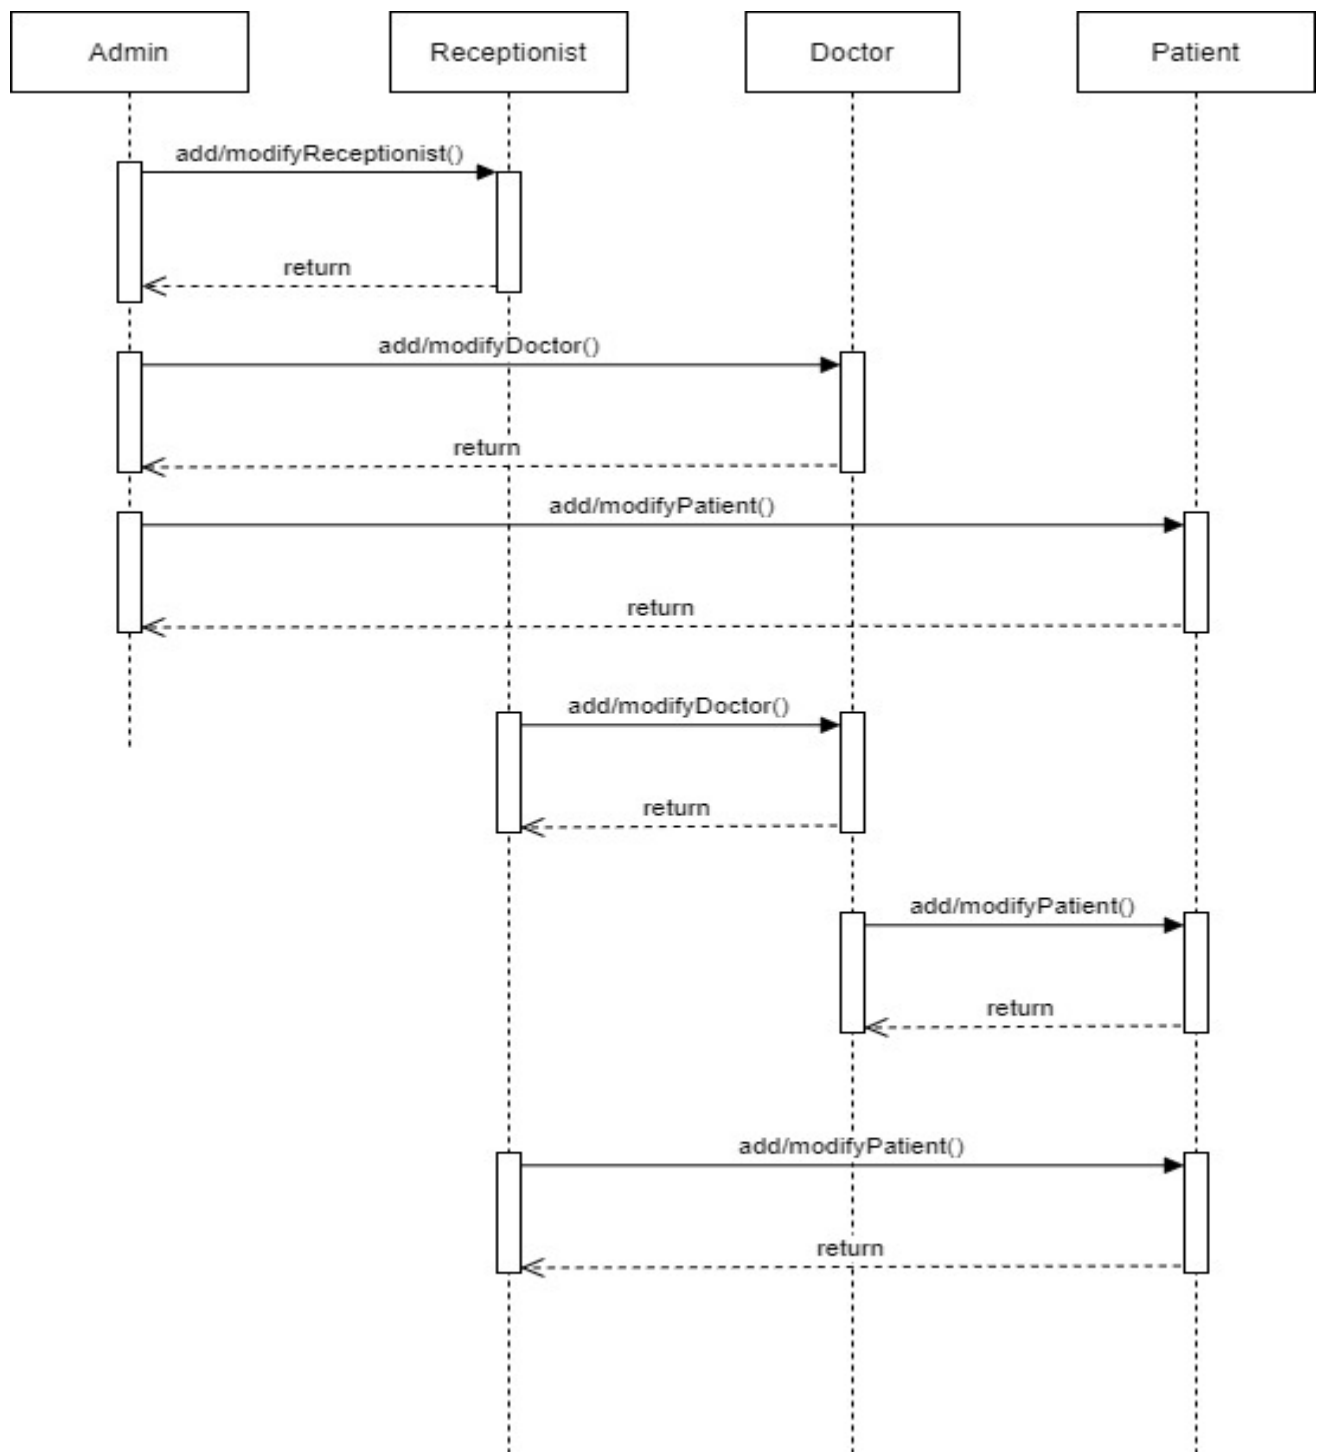 Admin
Receptionist
Doctor
Patient
add/modifyReceptionist()
return
add/modifyDoctor()
return
add/modifyPatient()
return
add/modifyDoctor()
return
add/modifyPatient()
return
add/modifyPatient()
return